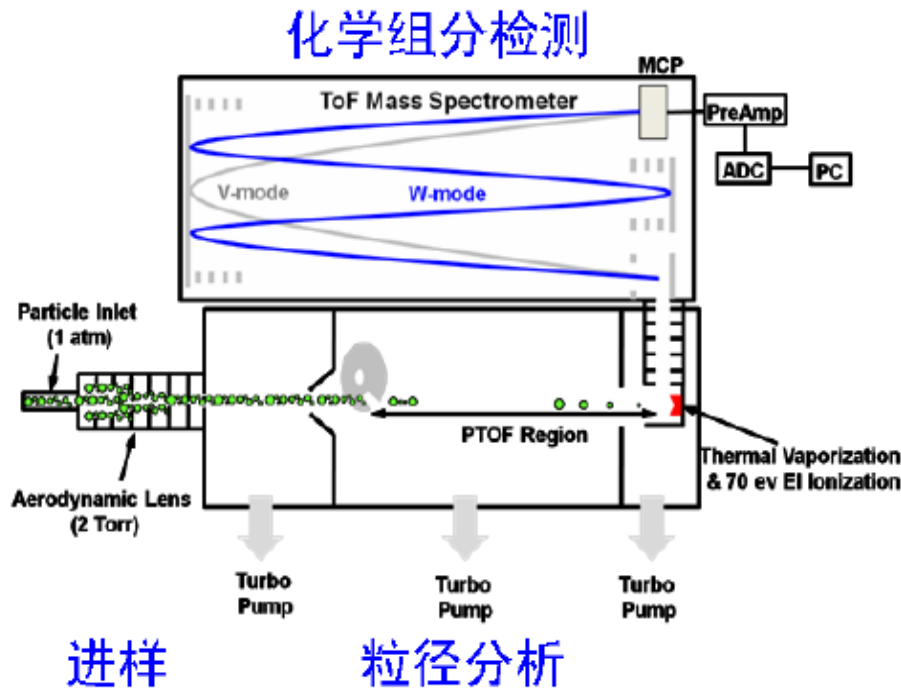 化学组分检测
MCP
ToF Mass Spectrometer
PreAmp
ADC
PC
V-mode
W-mode
Particle Inlet
(1 atm)
PTOF Region
Thermal Vaporization
& 70 ev EI Ionization
Aerodynamic Lens
(2 Torr)
Turbo
Pump
Turbo
Pump
Turbo
Pump
进样
粒径分析